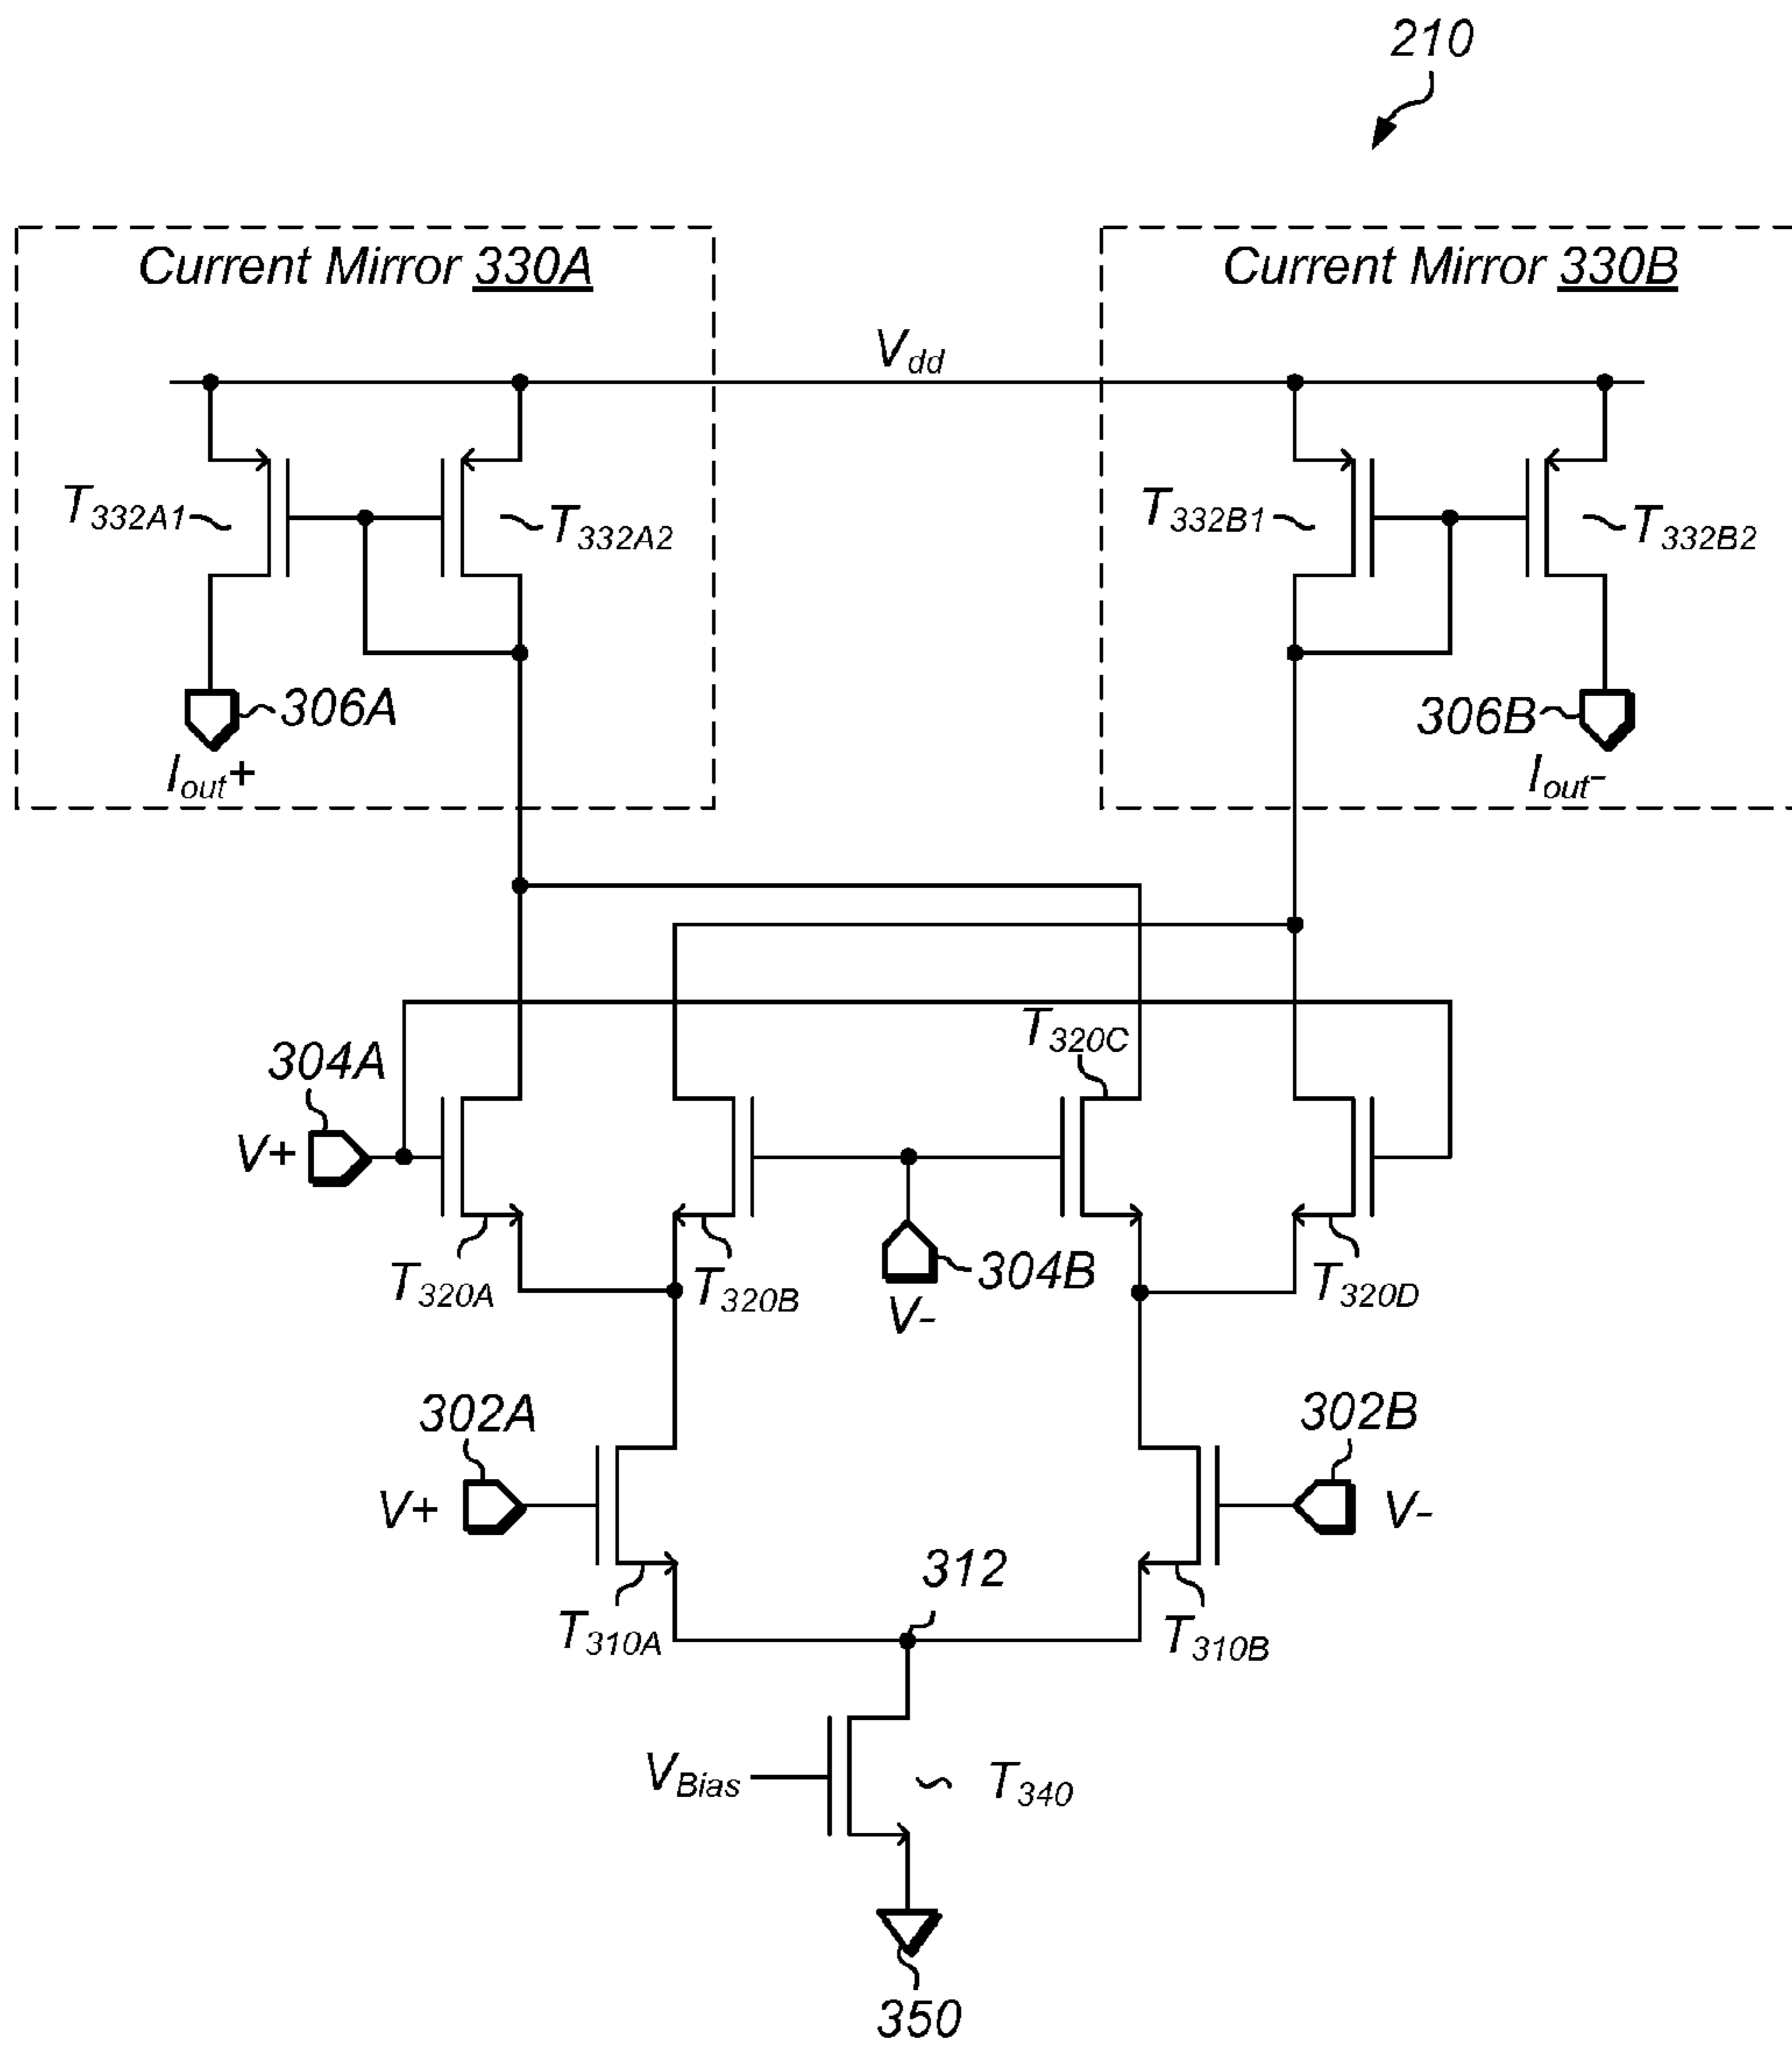 210
Current Mirror 330A
Current Mirror 330B
Vdd
T332A1
T332A2
T332B1
T332B2
306A
306B
Iout+
Iout-
T320C
304A
V+
T320A
T320B
304B
V-
T320D
302A
302B
V+
V-
312
T310A
T310B
VBias
T340
350